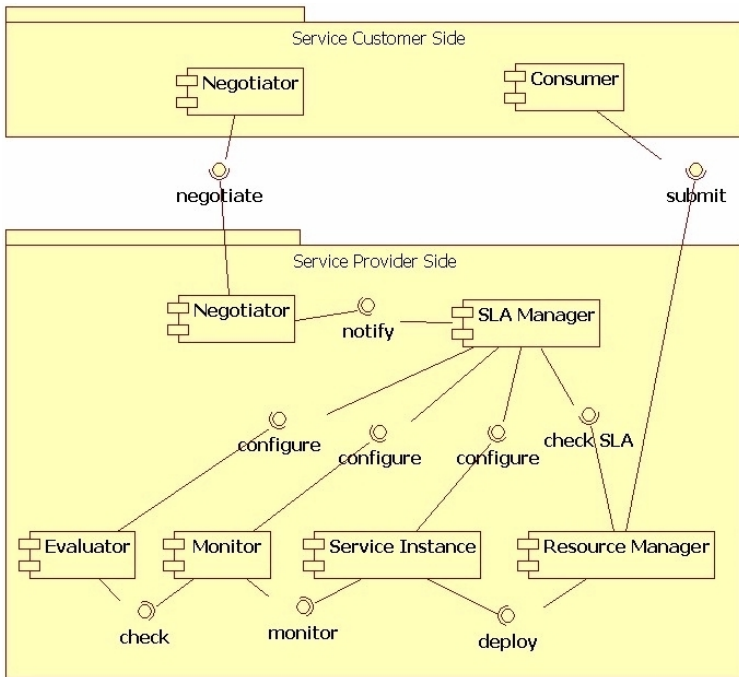 Service Customer Side
Negotiator
Consumer
negotiate
submit
Service Provider Side
Negotiator
SLA Manager
notify
configure
configure
configure
check SLA
Evaluator
Monitor
Service Instance
Resource Manager
check
monitor
deploy